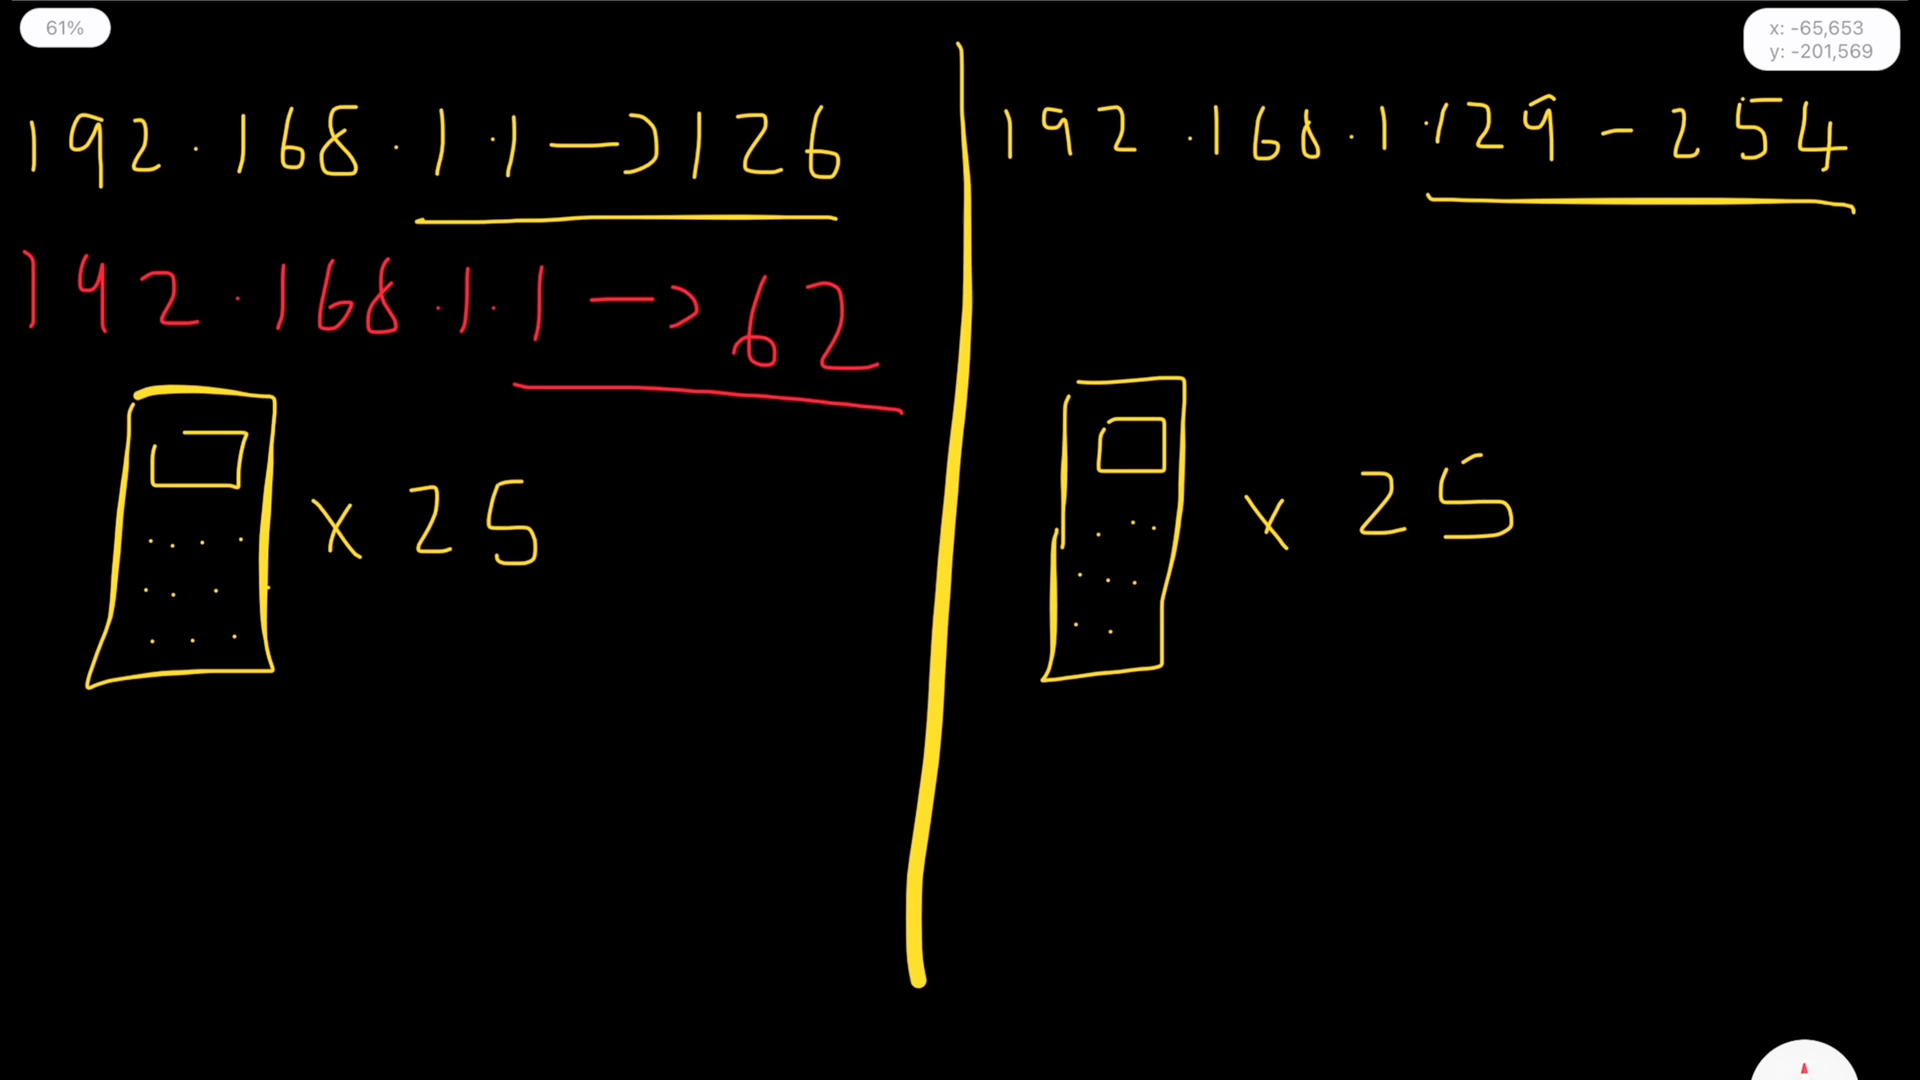 61%
x: -65,653
y: -201,569
192.168.1.1→126
192.168.1.129-254
192.168.1.1→62
x 25
x 25